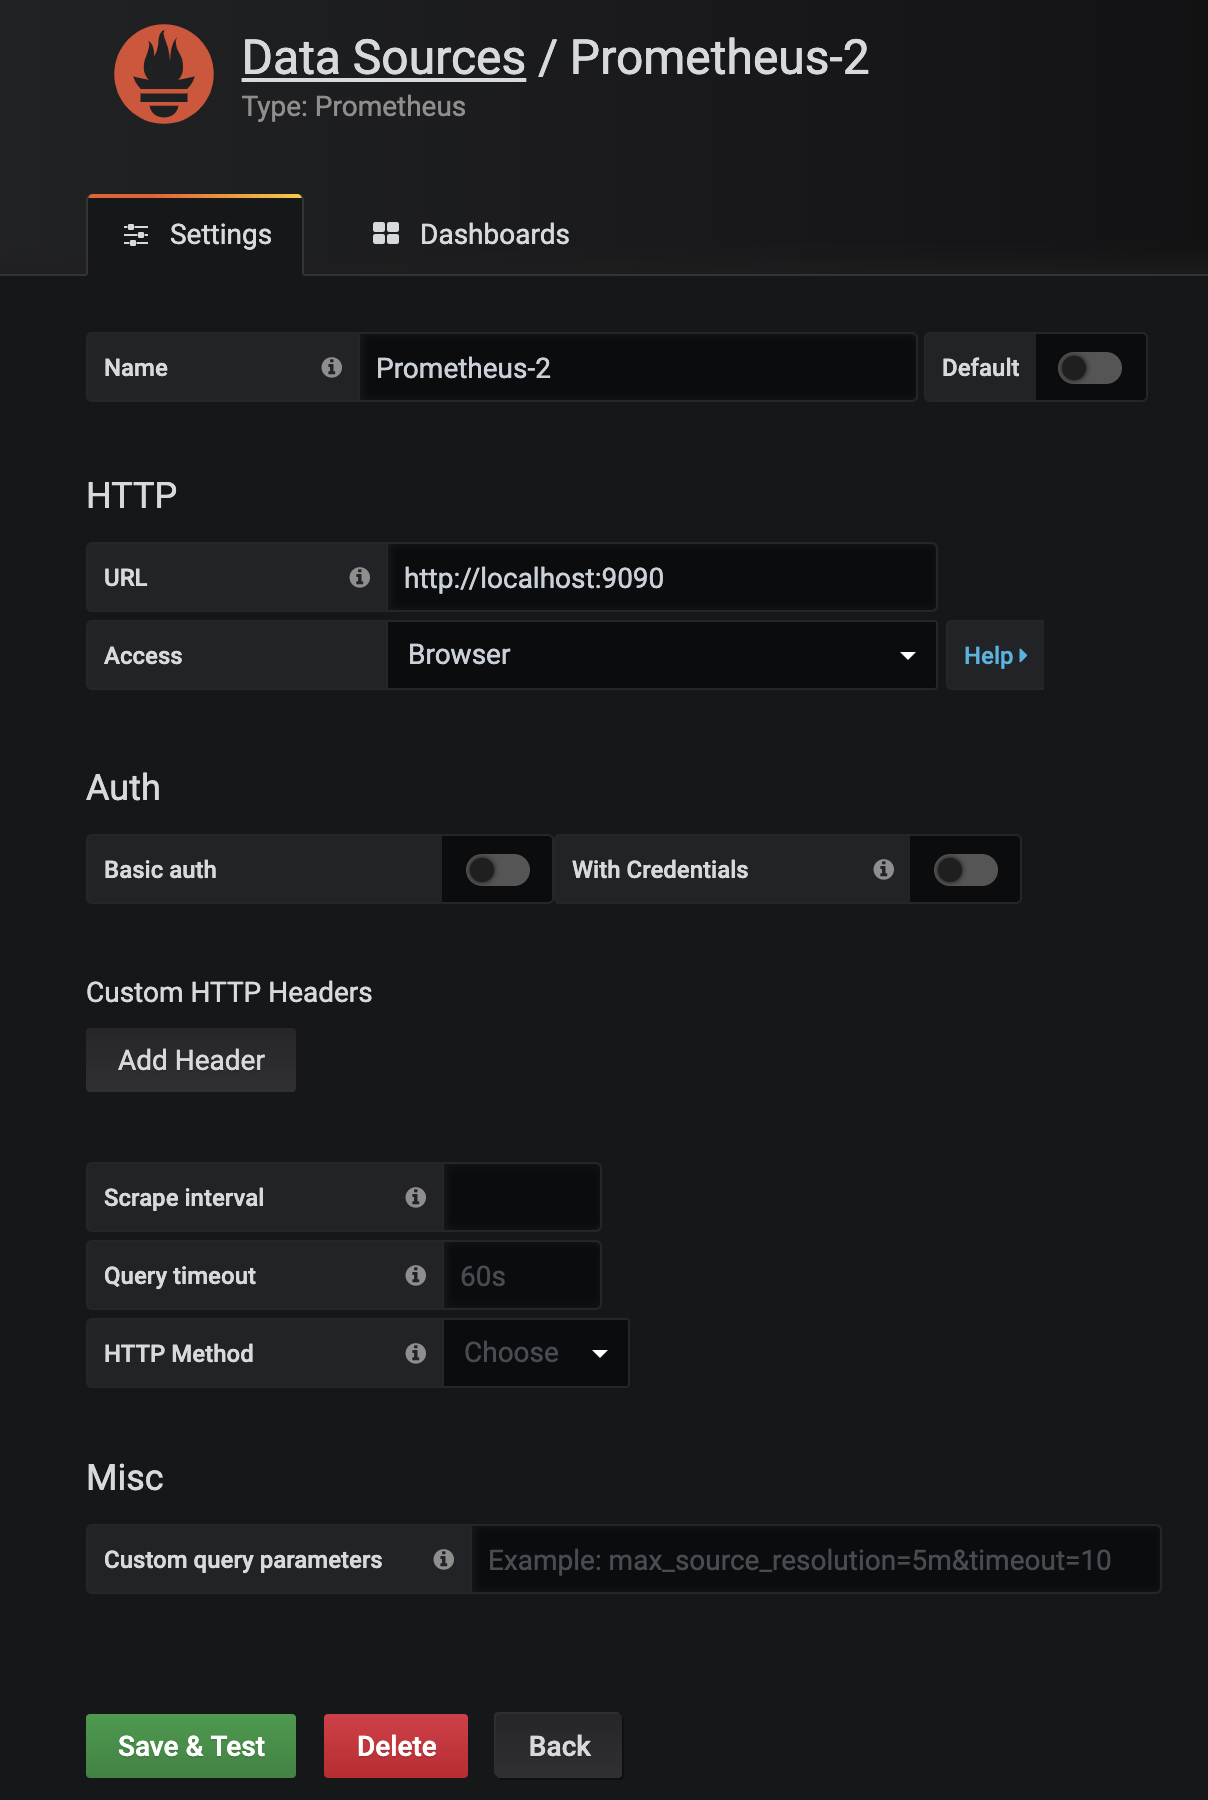 Data Sources / Prometheus-2
Type: Prometheus
Settings
Dashboards
Name
Prometheus-2
Default
HTTP
URL
http://localhost:9090
Access
Browser
Help
Auth
Basic auth
With Credentials
Custom HTTP Headers
Add Header
Scrape interval
Query timeout
60s
HTTP Method
Choose
Misc
Custom query parameters
Example: max_source_resolution=5m&timeout=10
Save & Test
Delete
Back